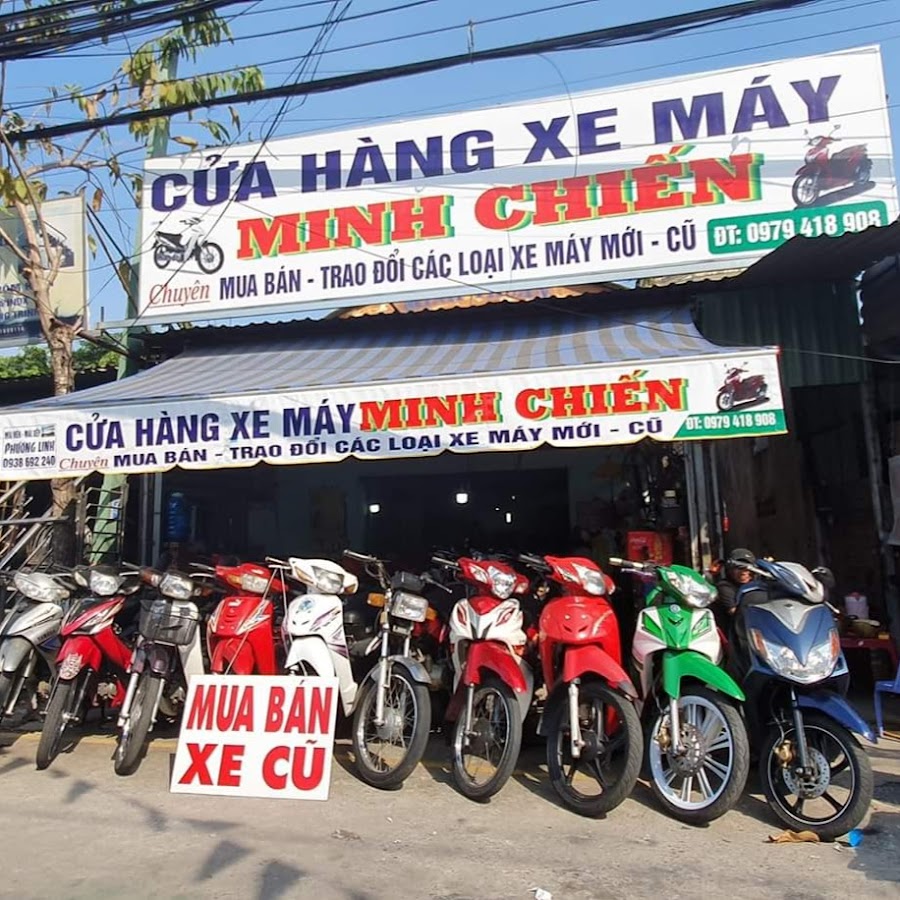 CỬA HÀNG XE MÁY
MINH CHIẾN
Chuyên MUA BÁN - TRAO ĐỔI CÁC LOẠI XE MÁY MỚI - CŨ
ĐT: 0979 418 908
CỬA HÀNG XE MÁY MINH CHIẾN
Chuyên MUA BÁN - TRAO ĐỔI CÁC LOẠI XE MÁY MỚI - CŨ
ĐT: 0979 418 908
PHƯƠNG LINH
0938 692 240
MUA BÁN
XE CŨ